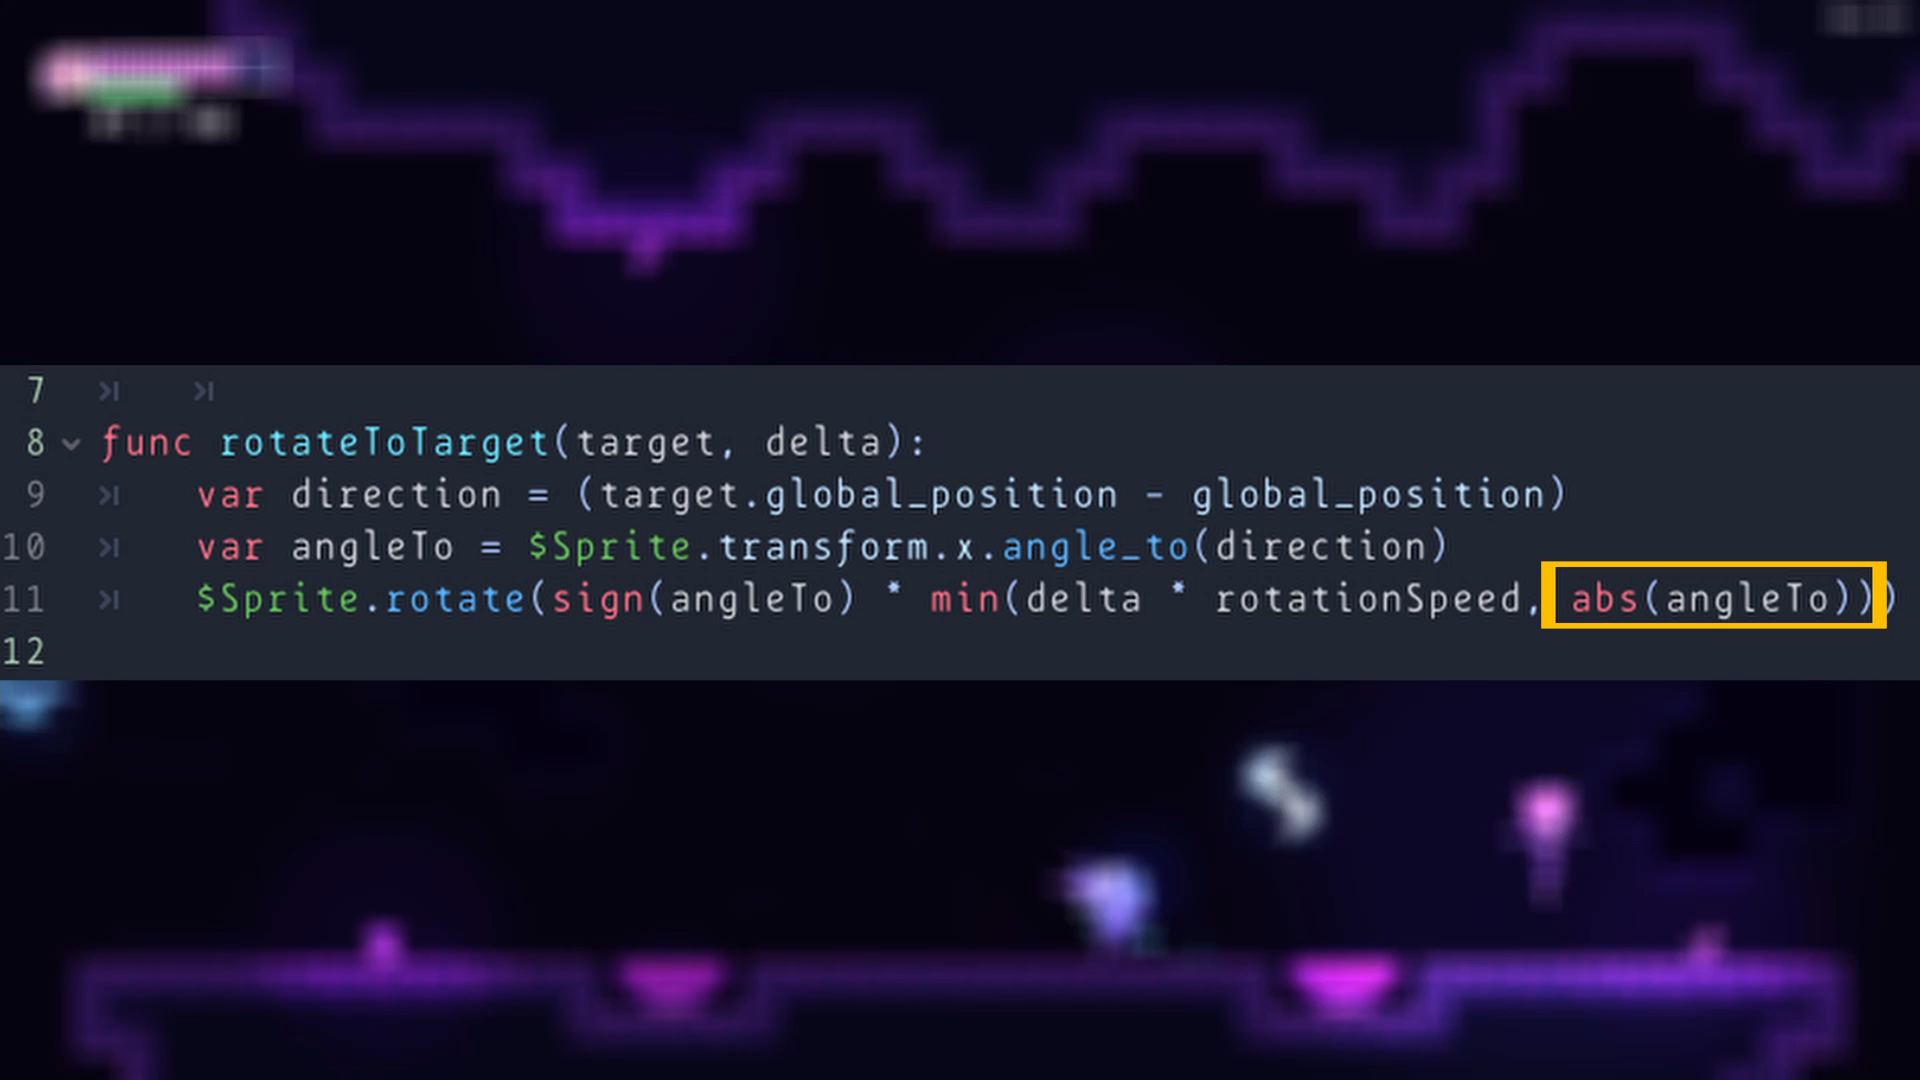 7
8 func rotateToTarget(target, delta):
9 var direction = (target.global_position - global_position)
10 var angleTo = $Sprite.transform.x.angle_to(direction)
11 $Sprite.rotate(sign(angleTo) * min(delta * rotationSpeed, abs(angleTo)))
12